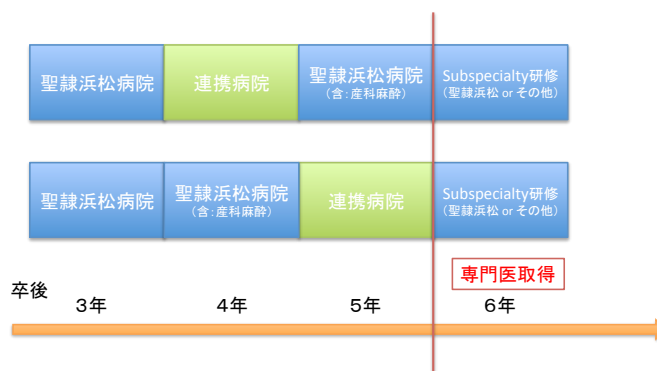 聖隷浜松病院
連携病院
聖隷浜松病院
(含:産科麻酔)
Subspecialty研修
(聖隷浜松 or その他)
聖隷浜松病院
聖隷浜松病院
(含:産科麻酔)
連携病院
Subspecialty研修
(聖隷浜松 or その他)
専門医取得
卒後
3年
4年
5年
6年